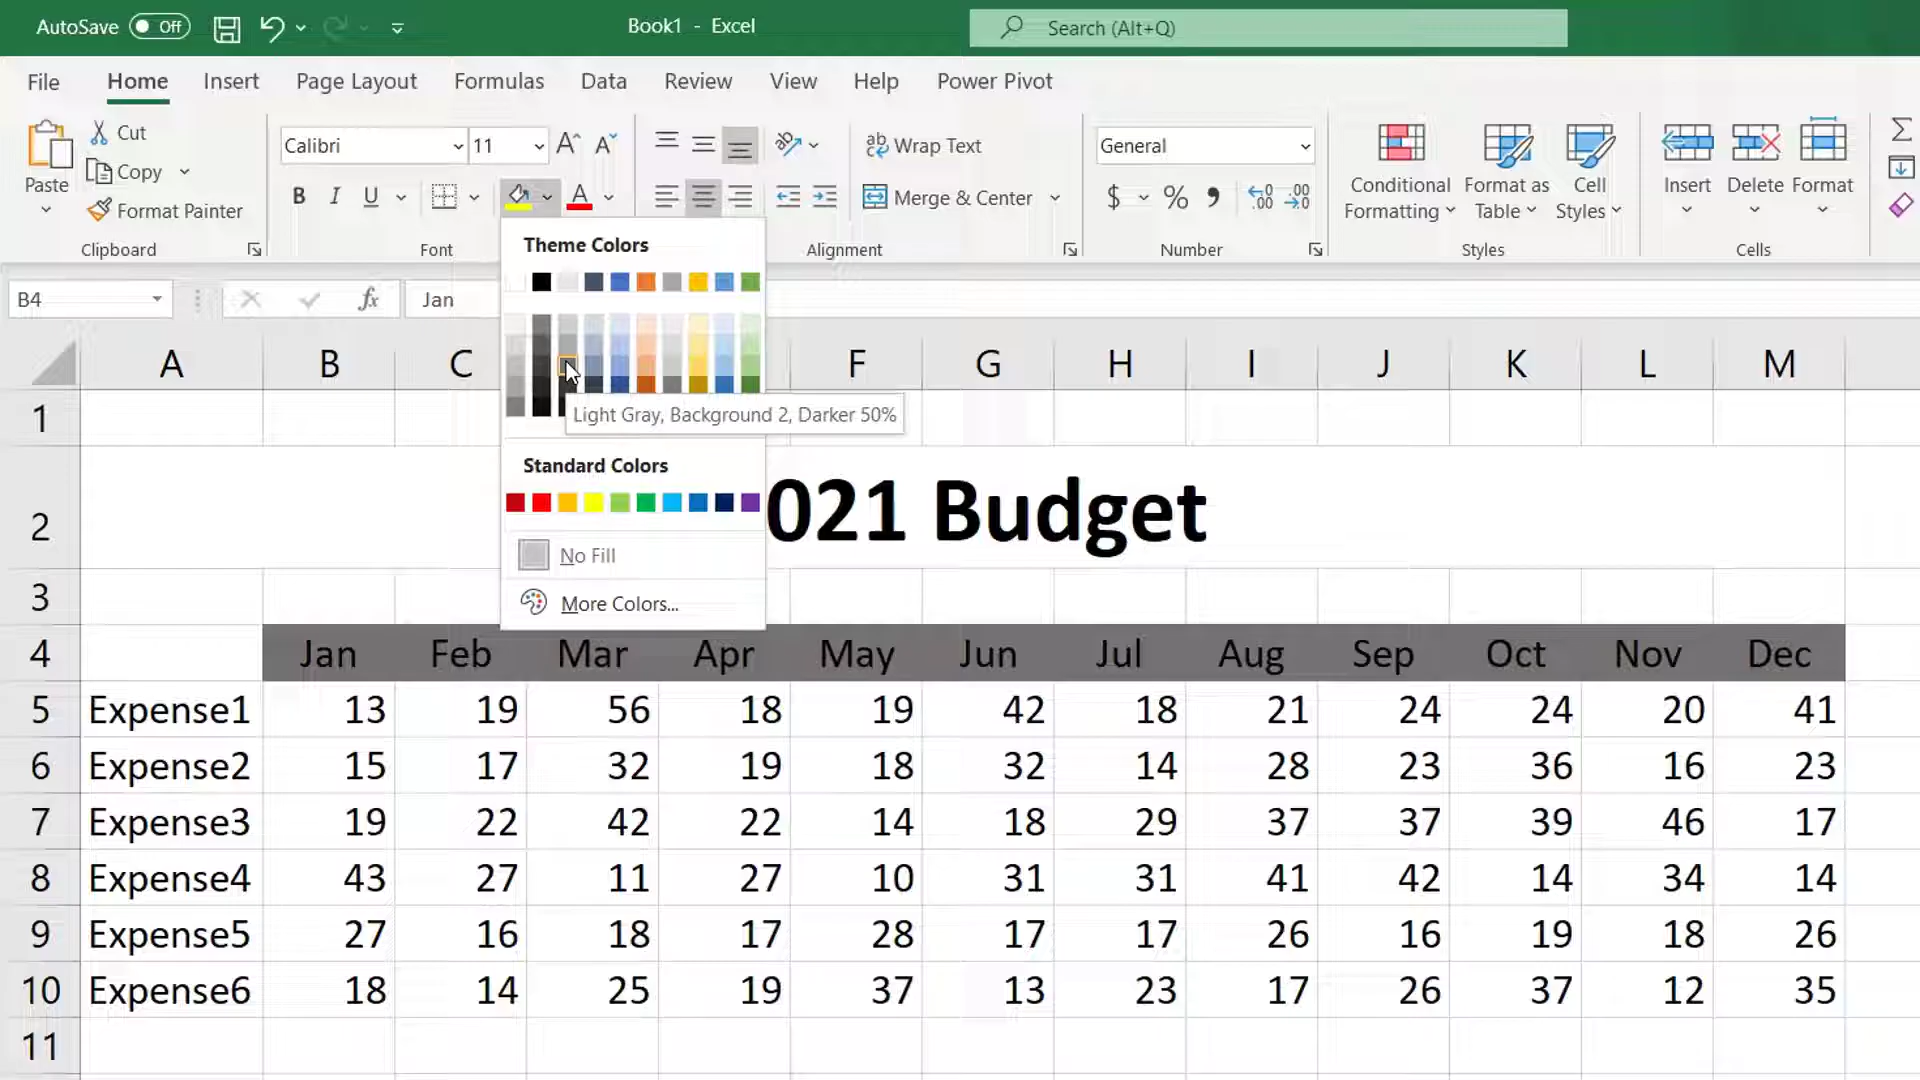 AutoSave Off Book1 - Excel Search (Alt+Q)
File Home Insert Page Layout Formulas Data Review View Help Power Pivot
Paste Cut Copy Format Painter
Calibri 11
B I U A
ab Wrap Text
Merge & Center
General
$ % , .00 .00
Conditional Formatting Format as Table Cell Styles
Insert Delete Format
Clipboard Font Alignment Number Styles Cells
B4 fx Jan
Theme Colors
Light Gray, Background 2, Darker 50%
Standard Colors
No Fill
More Colors...
A B C F G H I J K L M
1
2 021 Budget
3
4 Jan Feb Mar Apr May Jun Jul Aug Sep Oct Nov Dec
5 Expense1 13 19 56 18 19 42 18 21 24 24 20 41
6 Expense2 15 17 32 19 18 32 14 28 23 36 16 23
7 Expense3 19 22 42 22 14 18 29 37 37 39 46 17
8 Expense4 43 27 11 27 10 31 31 41 42 14 34 14
9 Expense5 27 16 18 17 28 17 17 26 16 19 18 26
10 Expense6 18 14 25 19 37 13 23 17 26 37 12 35
11